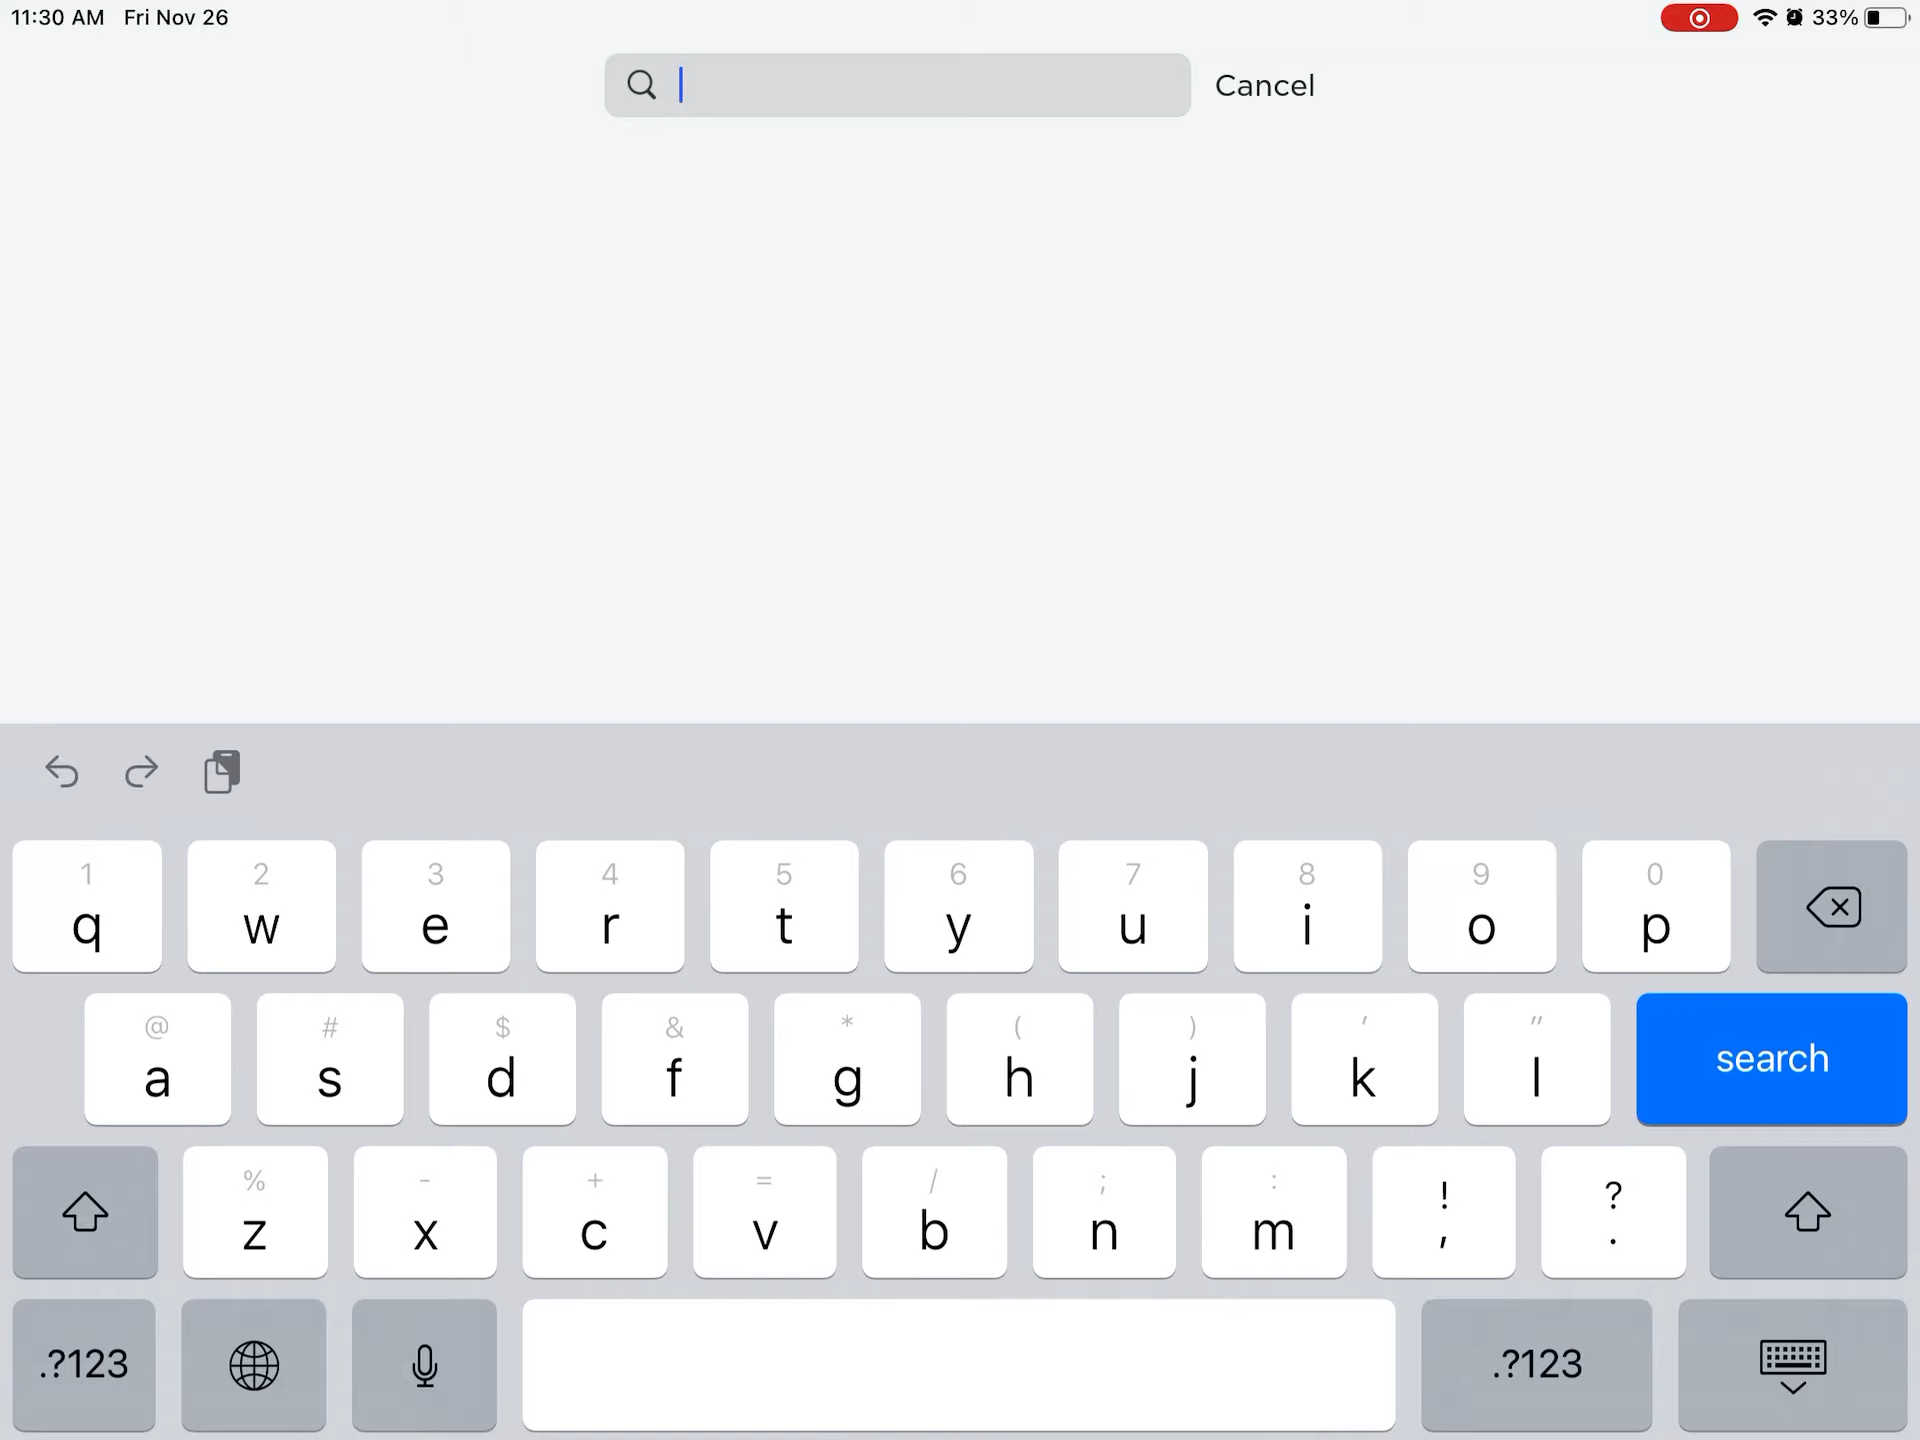 11:30 AM Fri Nov 26 33%
Cancel
1 2 3 4 5 6 7 8 9 0
q w e r t y u i o p
@ # $ & * ( ) ' "
a s d f g h j k l search
% - + = / ; : ! ?
z x c v b n m , .
.?123 .?123